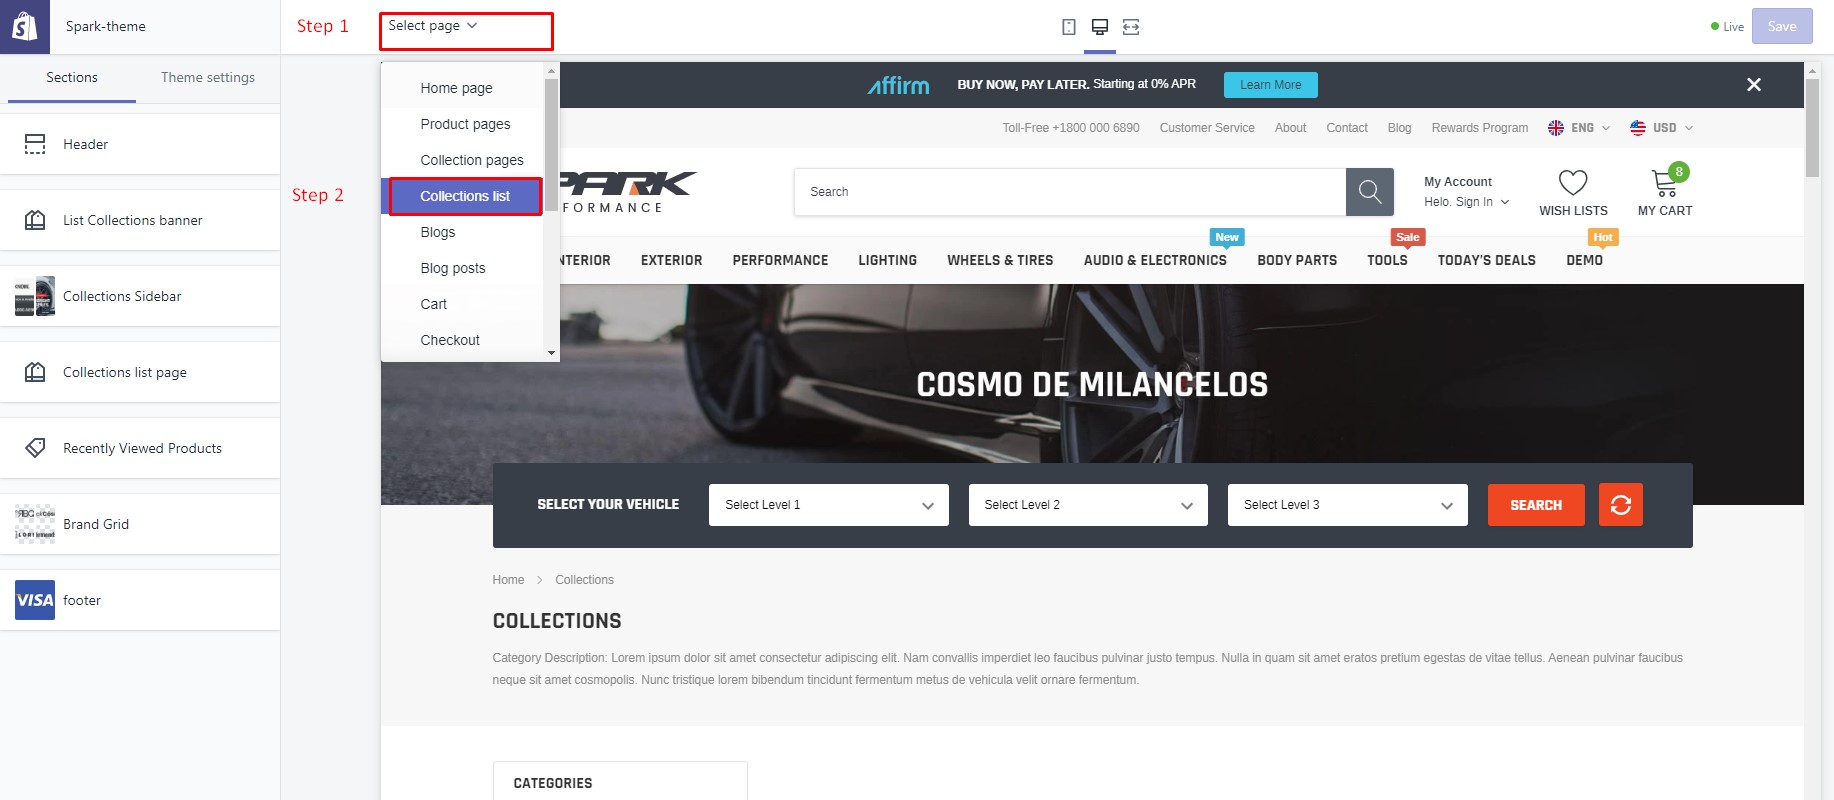 Spark-theme
Step 1
Select page
Live
Save
Sections
Theme settings
Header
List Collections banner
Collections Sidebar
Collections list page
Recently Viewed Products
Brand Grid
VISA
footer
Step 2
Home page
Product pages
Collection pages
Collections list
Blogs
Blog posts
Cart
Checkout
affirm
BUY NOW, PAY LATER. Starting at 0% APR
Learn More
Toll-Free +1800 000 6890
Customer Service
About
Contact
Blog
Rewards Program
ENG
USD
PARK
FORMANCE
Search
My Account
Helo. Sign In
WISH LISTS
8
MY CART
New
Sale
Hot
NTERIOR
EXTERIOR
PERFORMANCE
LIGHTING
WHEELS & TIRES
AUDIO & ELECTRONICS
BODY PARTS
TOOLS
TODAY'S DEALS
DEMO
COSMO DE MILANCELOS
SELECT YOUR VEHICLE
Select Level 1
Select Level 2
Select Level 3
SEARCH
Home
Collections
COLLECTIONS
Category Description: Lorem ipsum dolor sit amet consectetur adipiscing elit. Nam convallis imperdiet leo faucibus pulvinar justo tempus. Nulla in quam sit amet eratos pretium egestas de vitae tellus. Aenean pulvinar faucibus
neque sit amet cosmopolis. Nunc tristique lorem bibendum tincidunt fermentum metus de vehicula velit ornare fermentum.
CATEGORIES